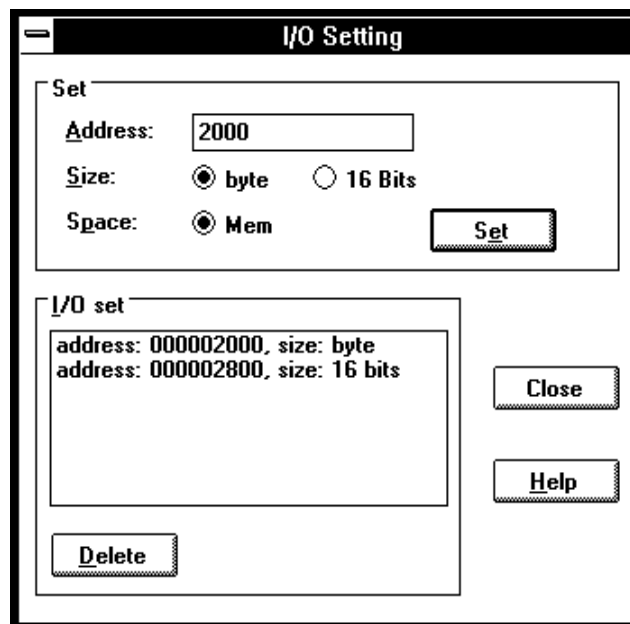 I/O Setting
Set
Address: 2000
Size: byte 16 Bits
Space: Mem Set
I/O set
address: 000002000, size: byte
address: 000002800, size: 16 bits
Close
Help
Delete